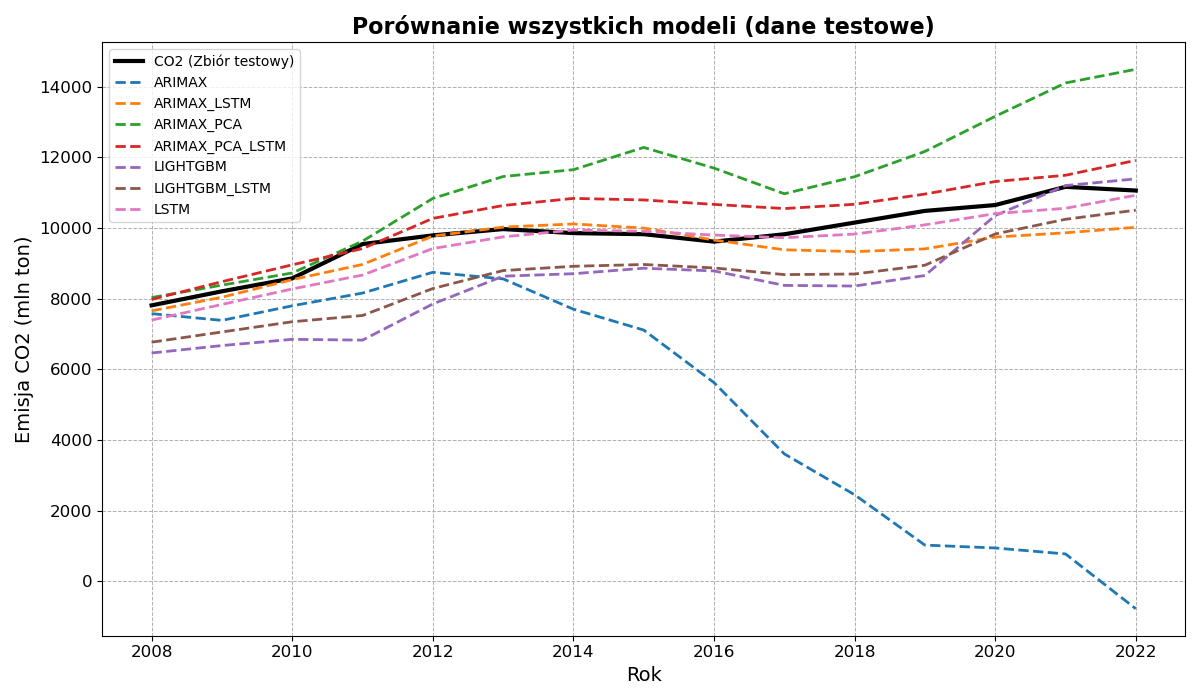 Porównanie wszystkich modeli (dane testowe)
CO2 (Zbiór testowy)
ARIMAX
ARIMAX_LSTM
ARIMAX_PCA
ARIMAX_PCA_LSTM
LIGHTGBM
LIGHTGBM_LSTM
LSTM
Emisja CO2 (mln ton)
14000
12000
10000
8000
6000
4000
2000
0
2008 2010 2012 2014 2016 2018 2020 2022
Rok